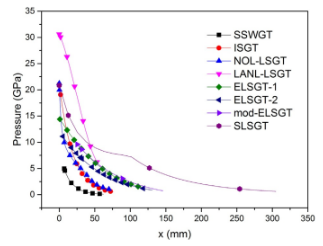 35
30
25
20
15
10
5
0
Pressure (GPa)
SSWGT
ISGT
NOL-LSGT
LANL-LSGT
ELSGT-1
ELSGT-2
mod-ELSGT
SLSGT
0 50 100 150 200 250 300 350
x (mm)